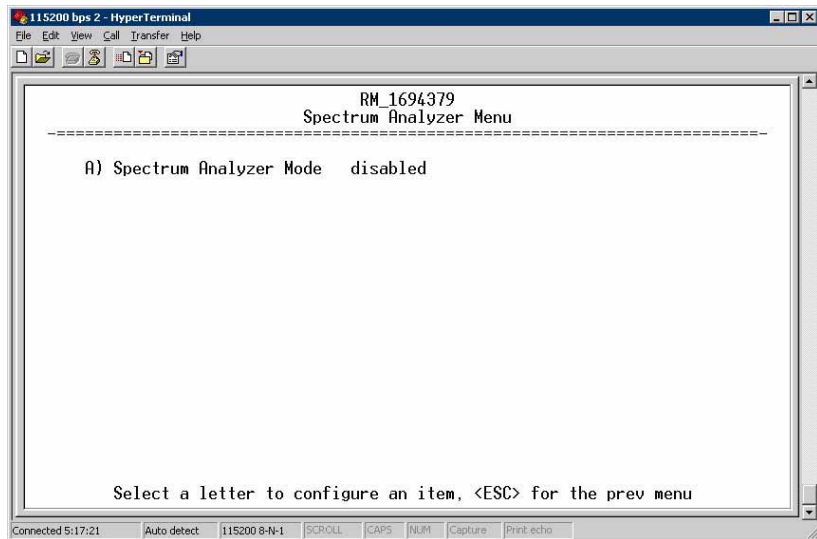 115200 bps 2 - HyperTerminal
File Edit View Call Transfer Help
RM_1694379
Spectrum Analyzer Menu
-==========================================================================-
A) Spectrum Analyzer Mode disabled
Select a letter to configure an item, <ESC> for the prev menu
Connected 5:17:21 Auto detect 115200 8-N-1 SCROLL CAPS NUM Capture Print echo